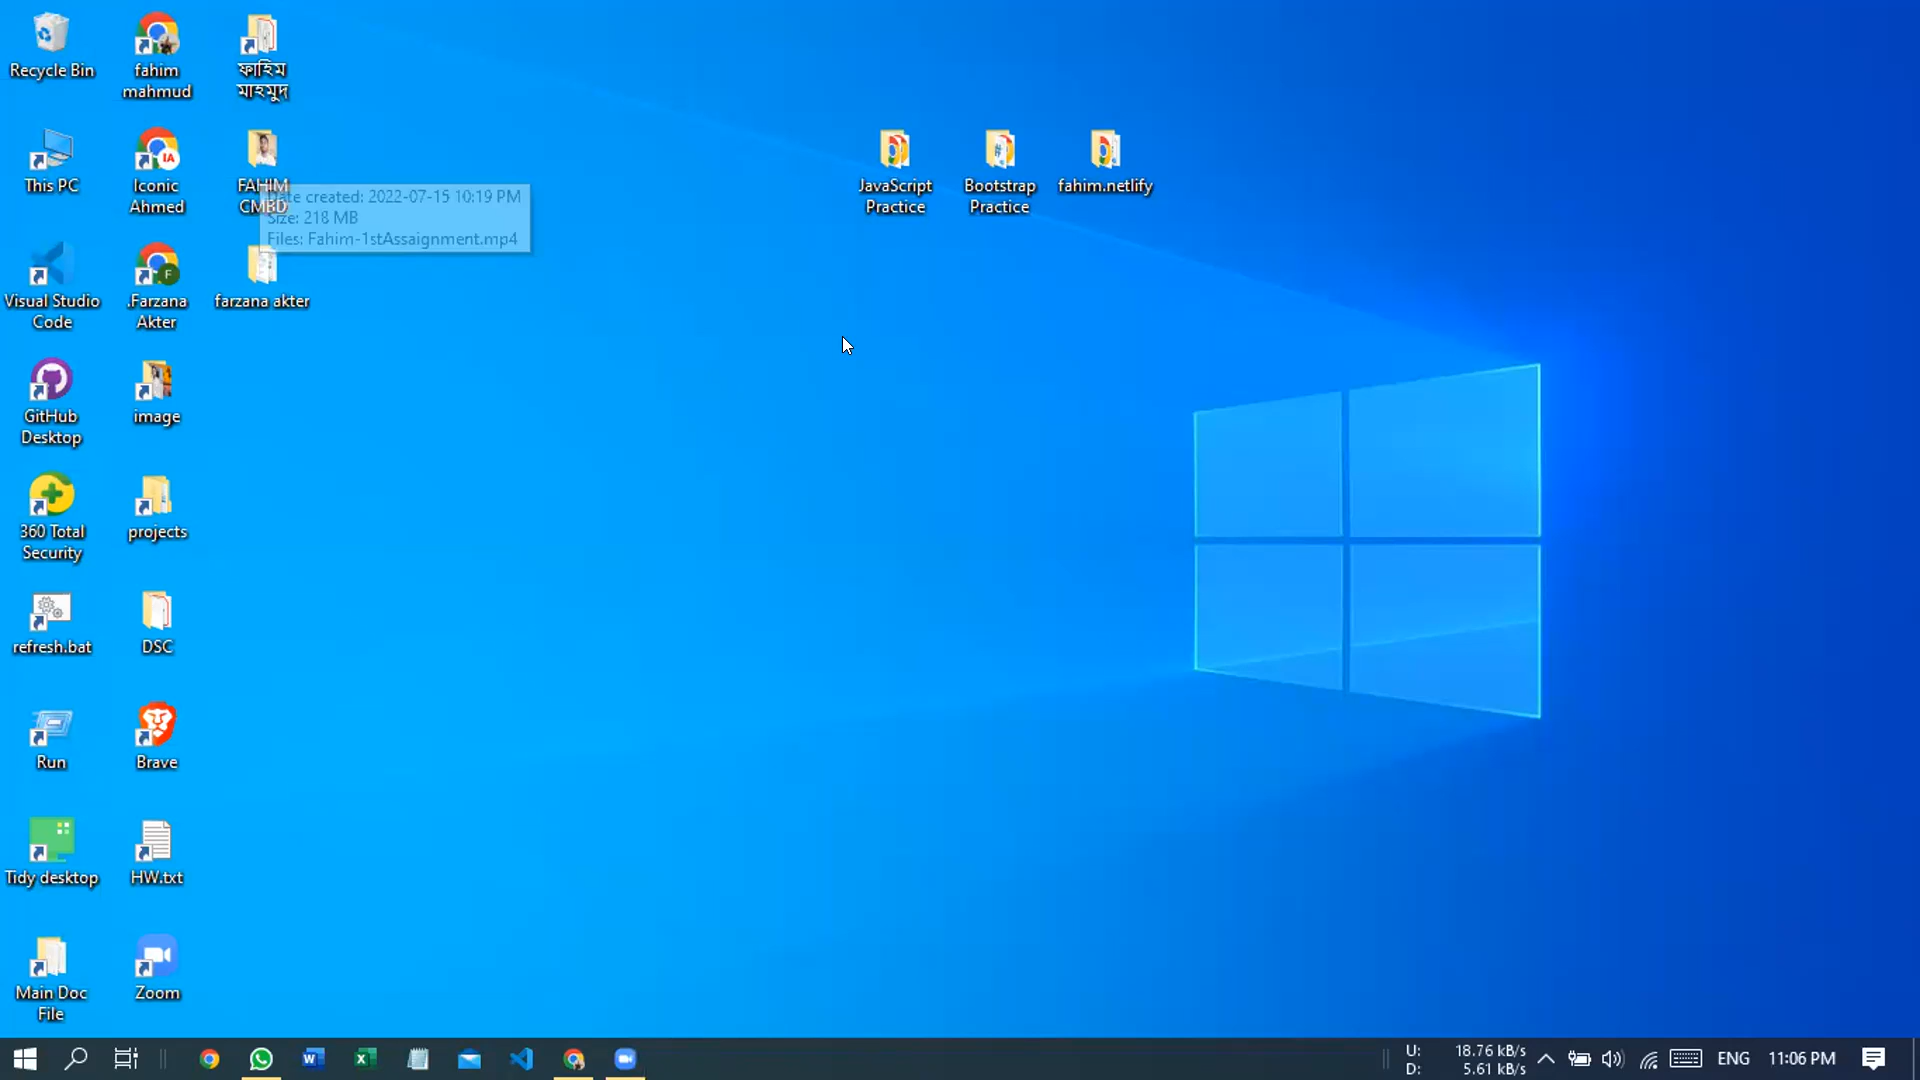 Recycle Bin
fahim
mahmud
ফাহিম
মাহমুদ
This PC
Iconic
Ahmed
FAHIM
CMBD
Date created: 2022-07-15 10:19 PM
Size: 218 MB
Files: Fahim-1stAssaignment.mp4
JavaScript
Practice
Bootstrap
Practice
fahim.netlify
Visual Studio
Code
.Farzana
Akter
farzana akter
GitHub
Desktop
image
360 Total
Security
projects
refresh.bat
DSC
Run
Brave
Tidy desktop
HW.txt
Main Doc
File
Zoom
U: 18.76 kB/s
D: 5.61 kB/s
ENG
11:06 PM